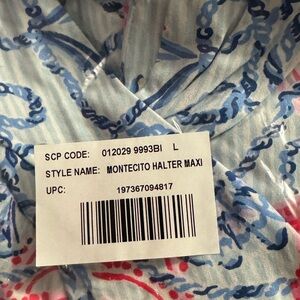 SCP CODE: 012029 9993BI L
STYLE NAME: MONTECITO HALTER MAXI
UPC: 197367094817